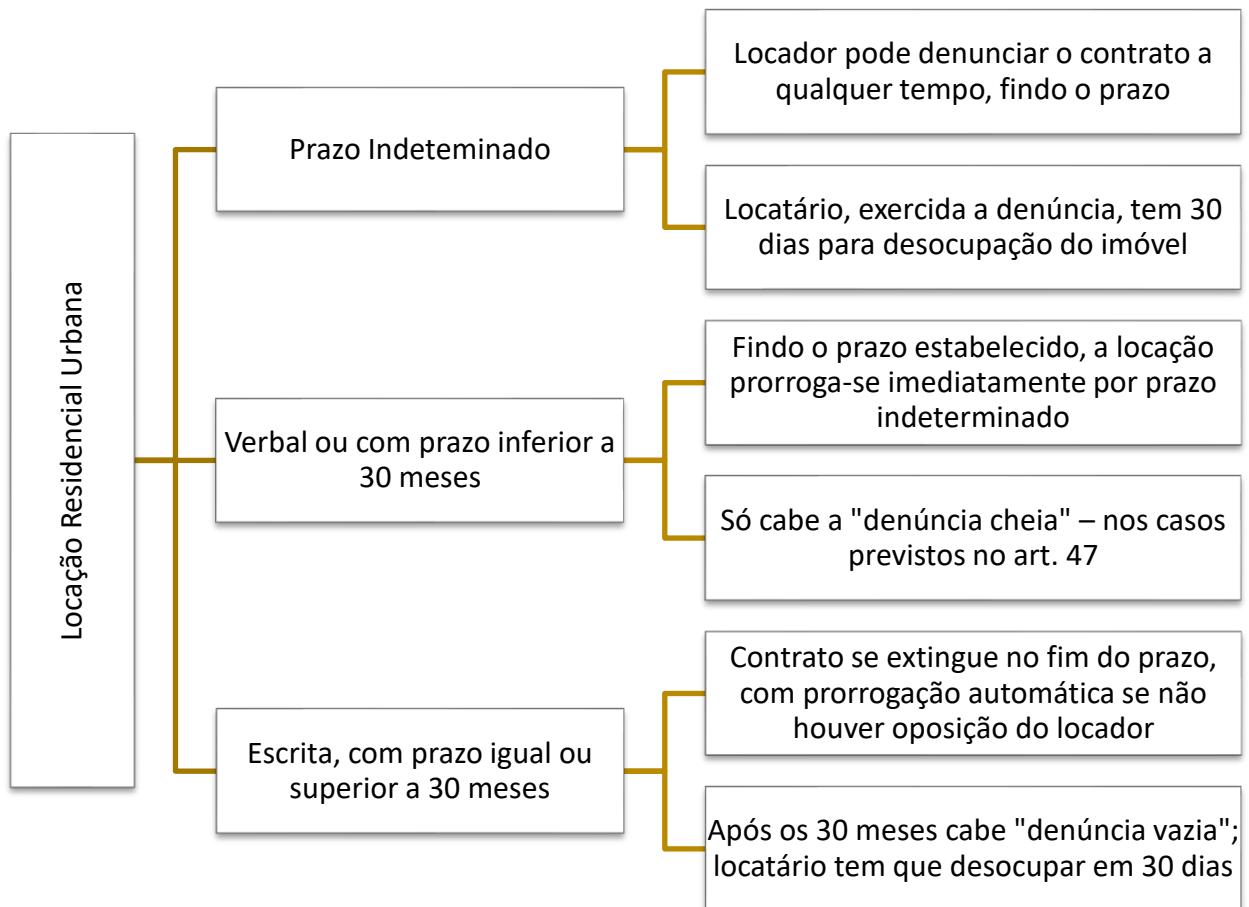 Locação Residencial Urbana
Prazo Indeteminado
Locador pode denunciar o contrato a
qualquer tempo, findo o prazo
Locatário, exercida a denúncia, tem 30
dias para desocupação do imóvel
Verbal ou com prazo inferior a
30 meses
Findo o prazo estabelecido, a locação
prorroga-se imediatamente por prazo
indeterminado
Só cabe a "denúncia cheia" – nos casos
previstos no art. 47
Escrita, com prazo igual ou
superior a 30 meses
Contrato se extingue no fim do prazo,
com prorrogação automática se não
houver oposição do locador
Após os 30 meses cabe "denúncia vazia";
locatário tem que desocupar em 30 dias